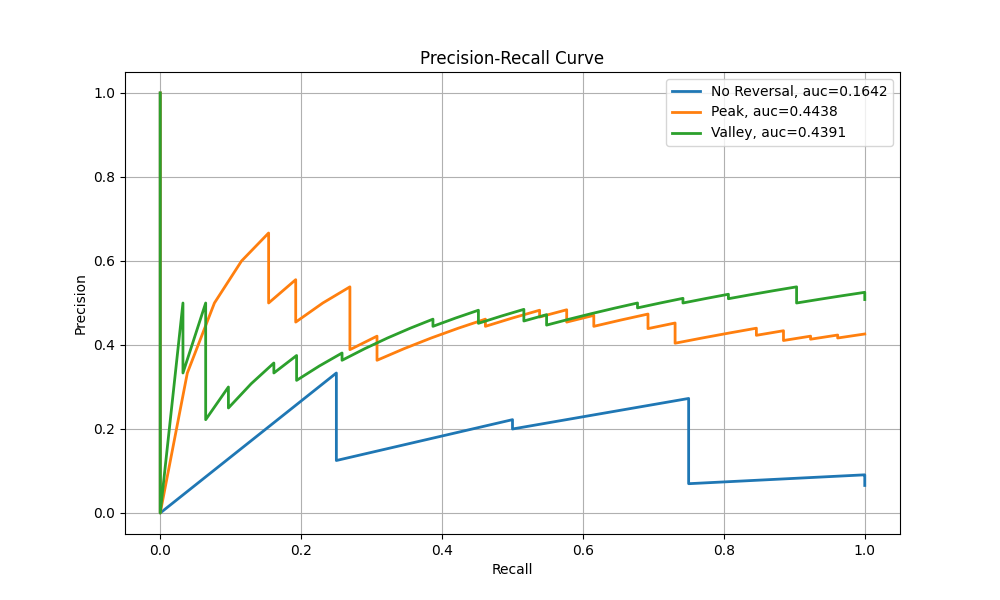 Precision-Recall Curve
No Reversal, auc=0.1642
Peak, auc=0.4438
Valley, auc=0.4391
Precision
1.0
0.8
0.6
0.4
0.2
0.0
0.0 0.2 0.4 0.6 0.8 1.0
Recall